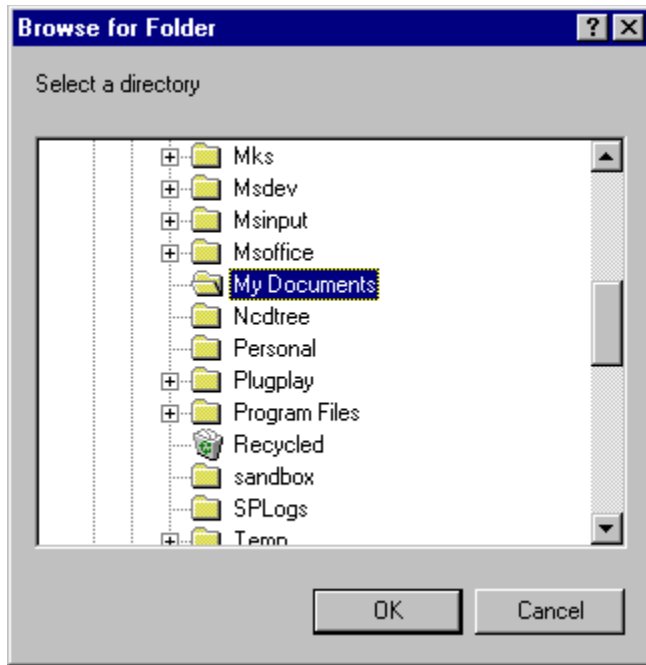 Browse for Folder
Select a directory
Mks
Msdev
Msinput
Msoffice
My Documents
Ncdtree
Personal
Plugplay
Program Files
Recycled
sandbox
SPLogs
Temp
OK Cancel